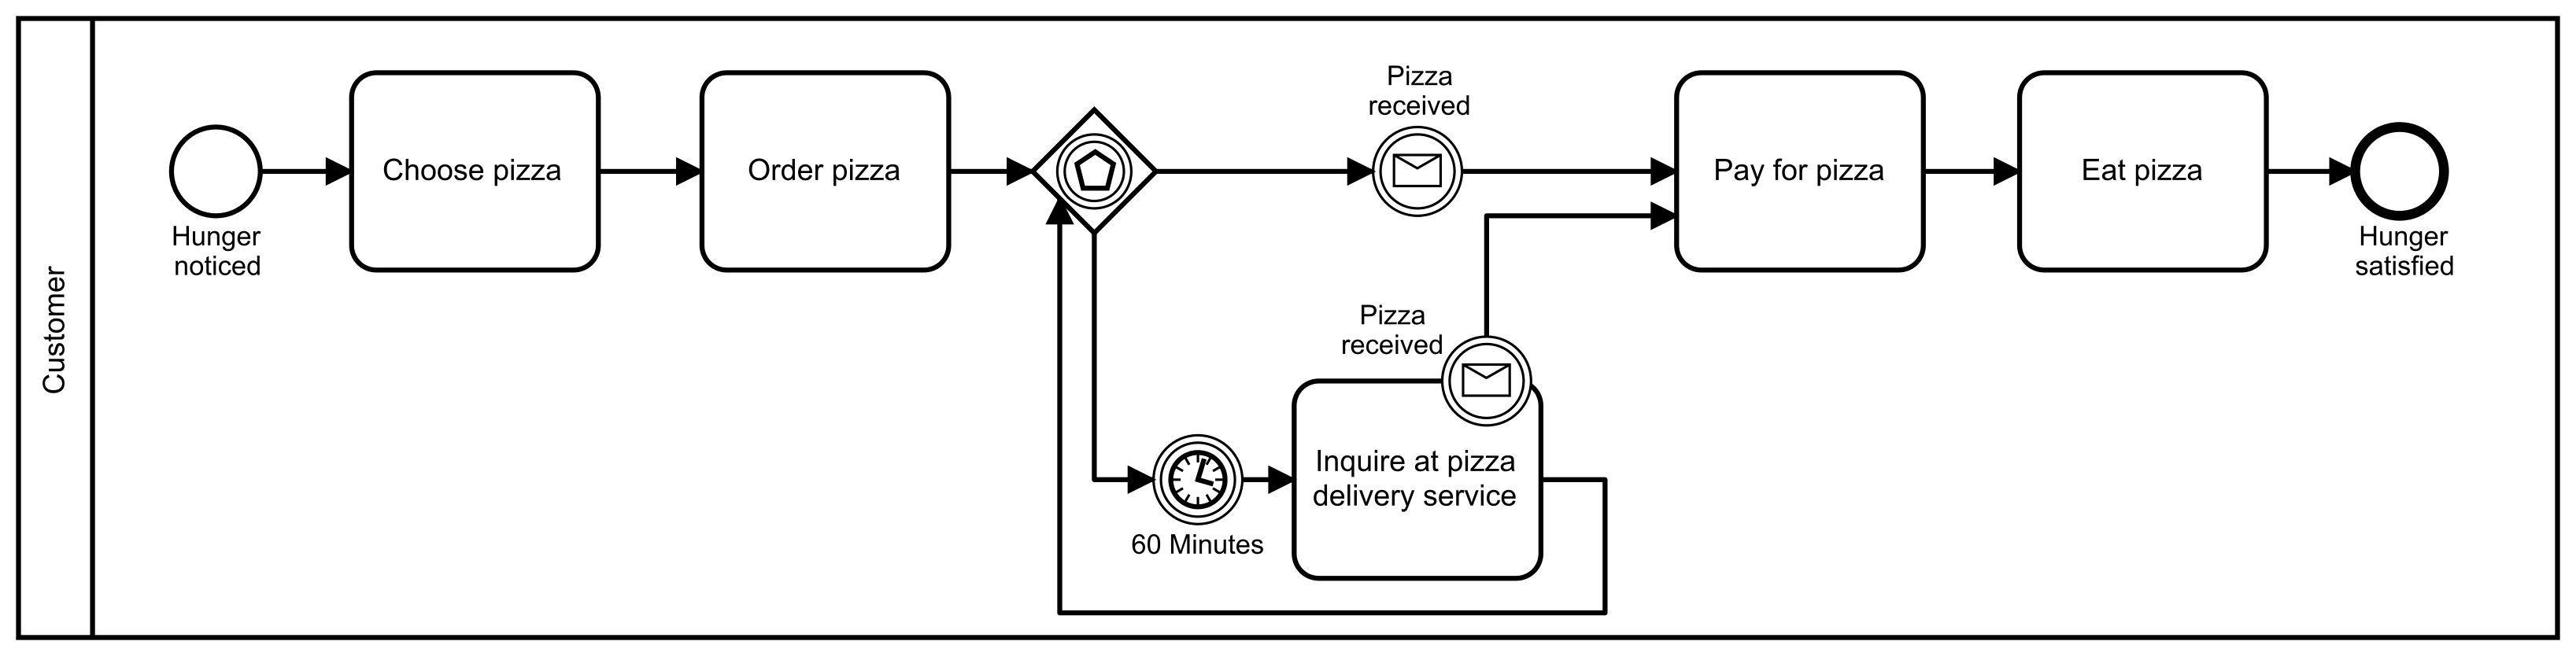 Customer
Hunger
noticed
Choose pizza
Order pizza
Pizza
received
Pay for pizza
Eat pizza
Hunger
satisfied
60 Minutes
Pizza
received
Inquire at pizza
delivery service